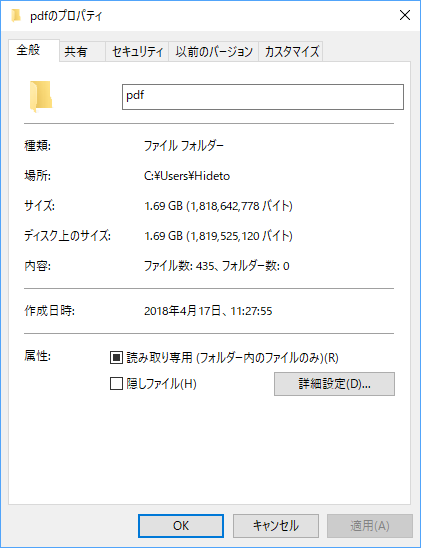 pdfのプロパティ
全般 共有 セキュリティ 以前のバージョン カスタマイズ
pdf
種類: ファイル フォルダー
場所: C:¥Users¥Hideto
サイズ: 1.69 GB (1,818,642,778 バイト)
ディスク上のサイズ: 1.69 GB (1,819,525,120 バイト)
内容: ファイル数: 435、フォルダー数: 0
作成日時: 2018年4月17日、11:27:55
属性: 読み取り専用 (フォルダー内のファイルのみ)(R)
隠しファイル(H) 詳細設定(D)...
OK キャンセル 適用(A)